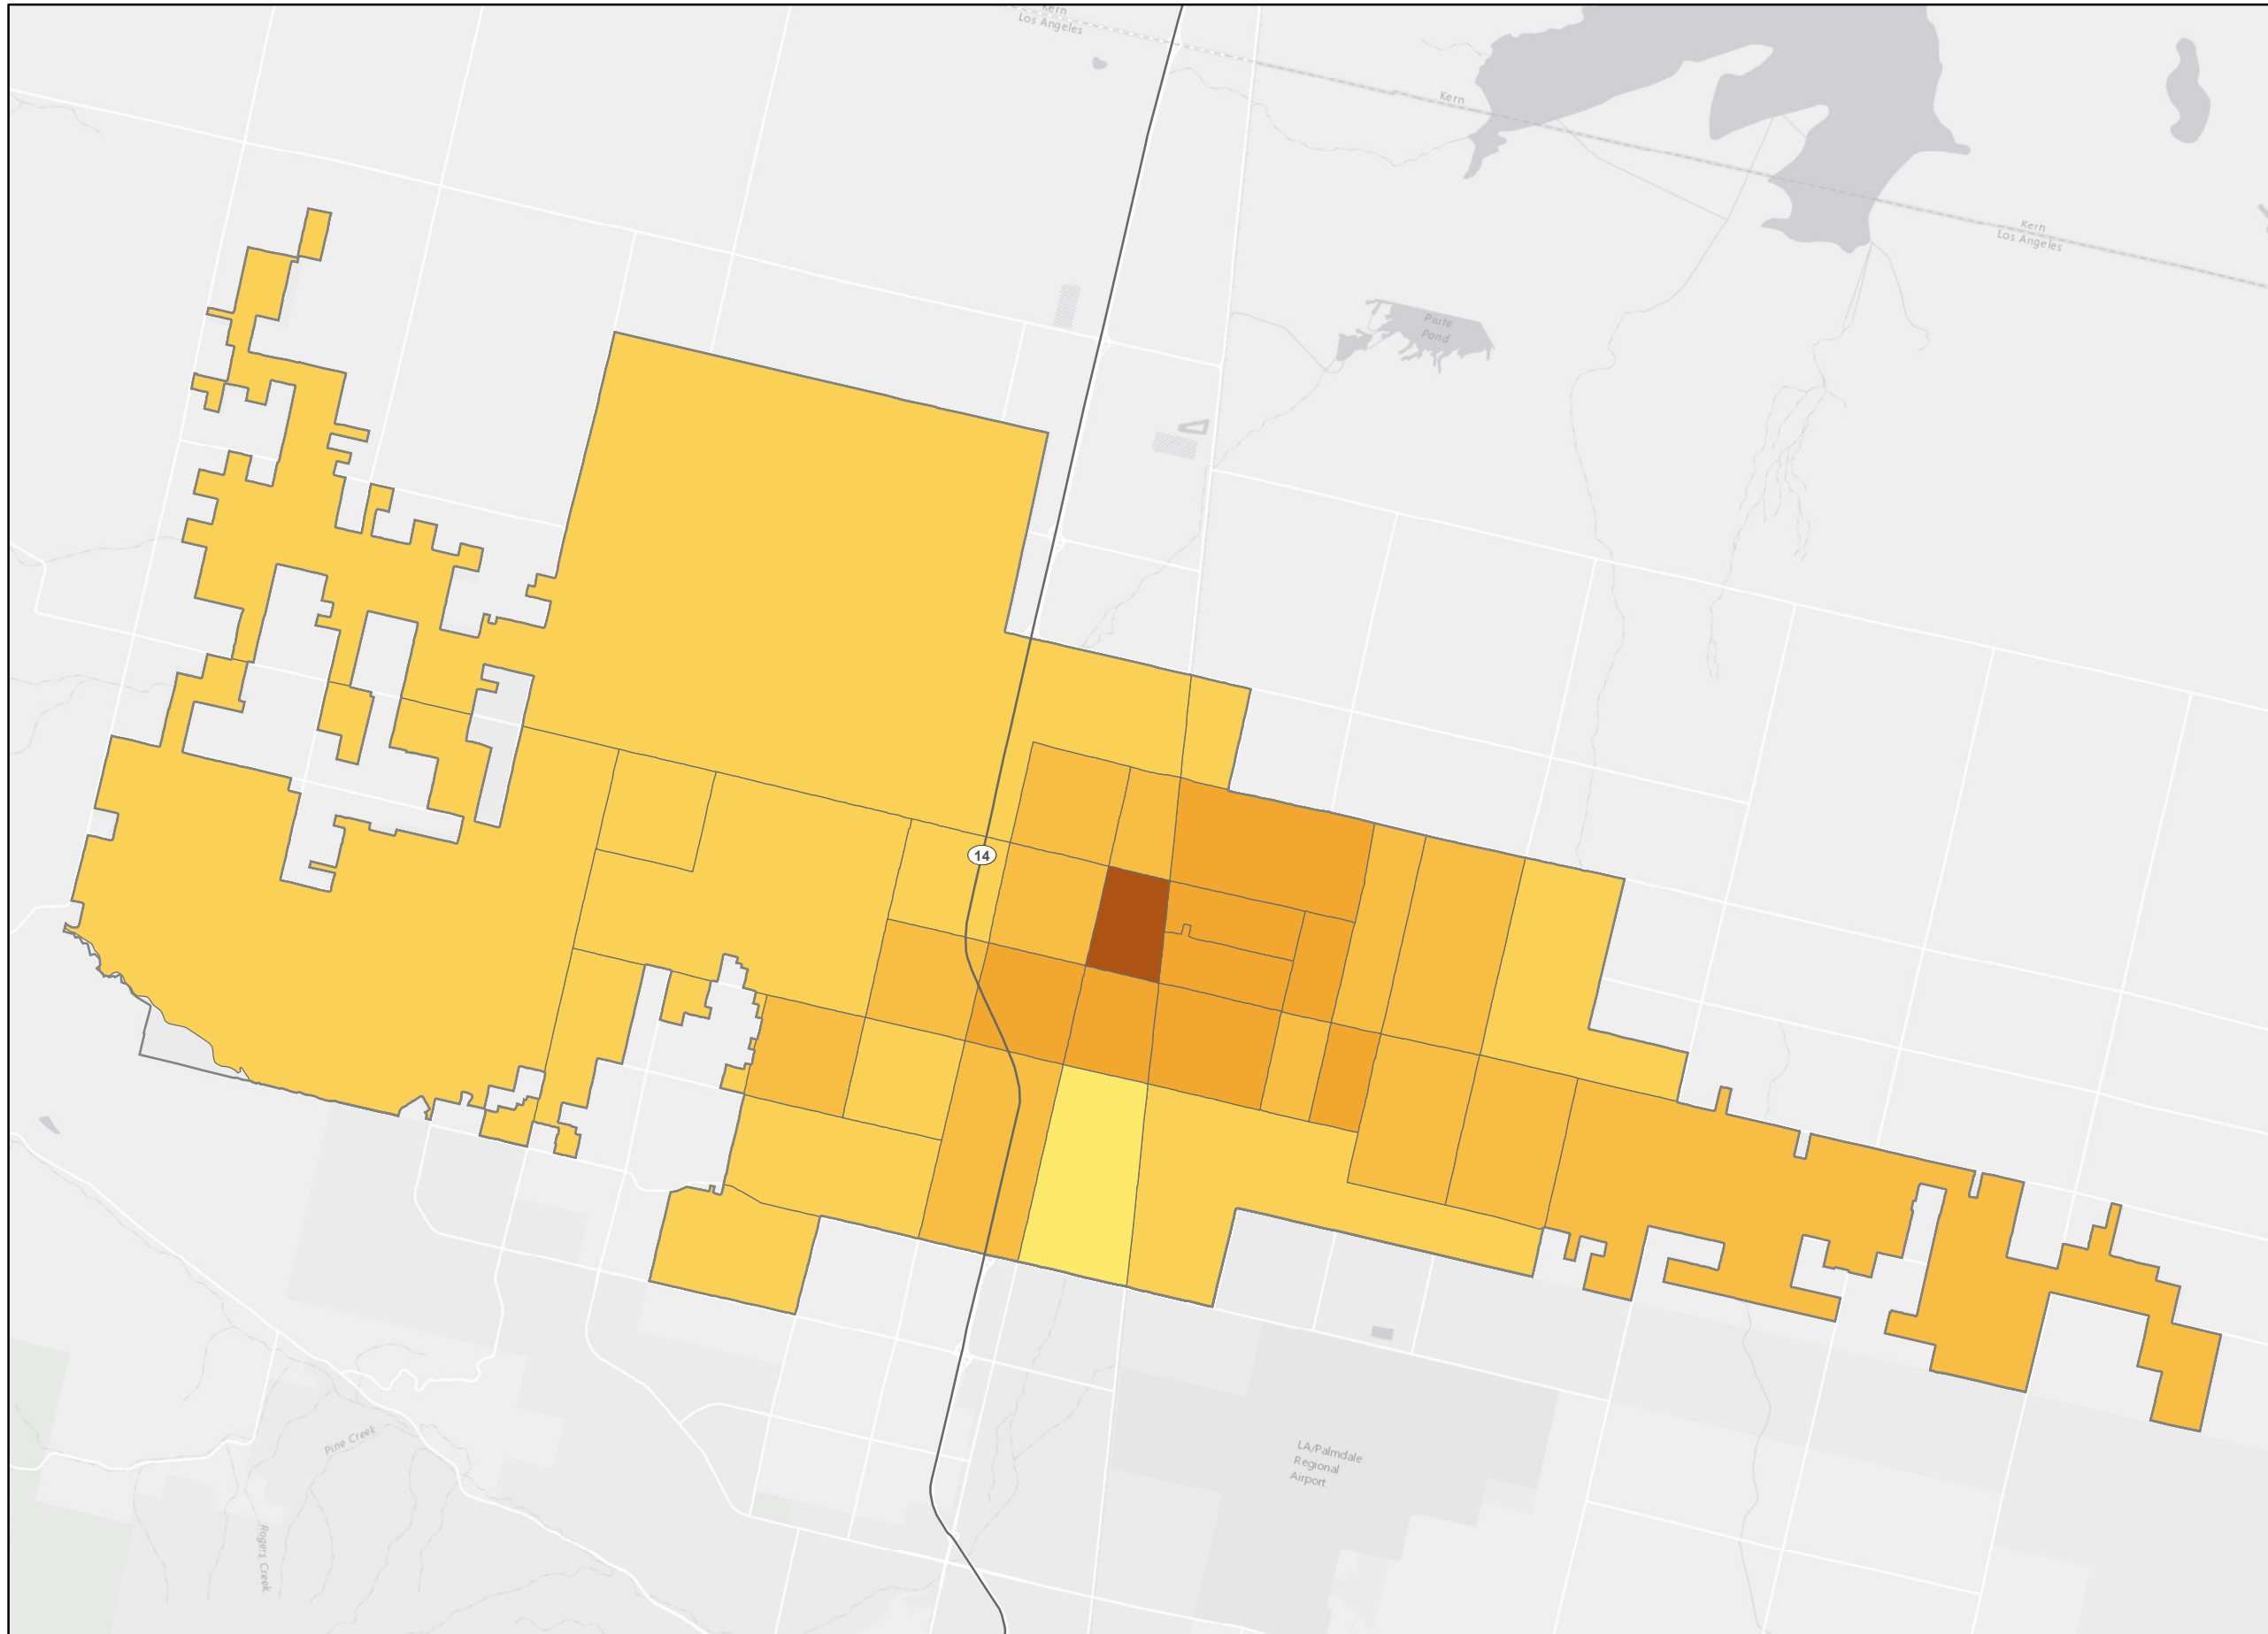 Kern
Los Angeles
Kern
Kern
Los Angeles
Piute
Pond
14
LA/Palmdale
Regional
Airport
Pine Creek
Rogers Creek